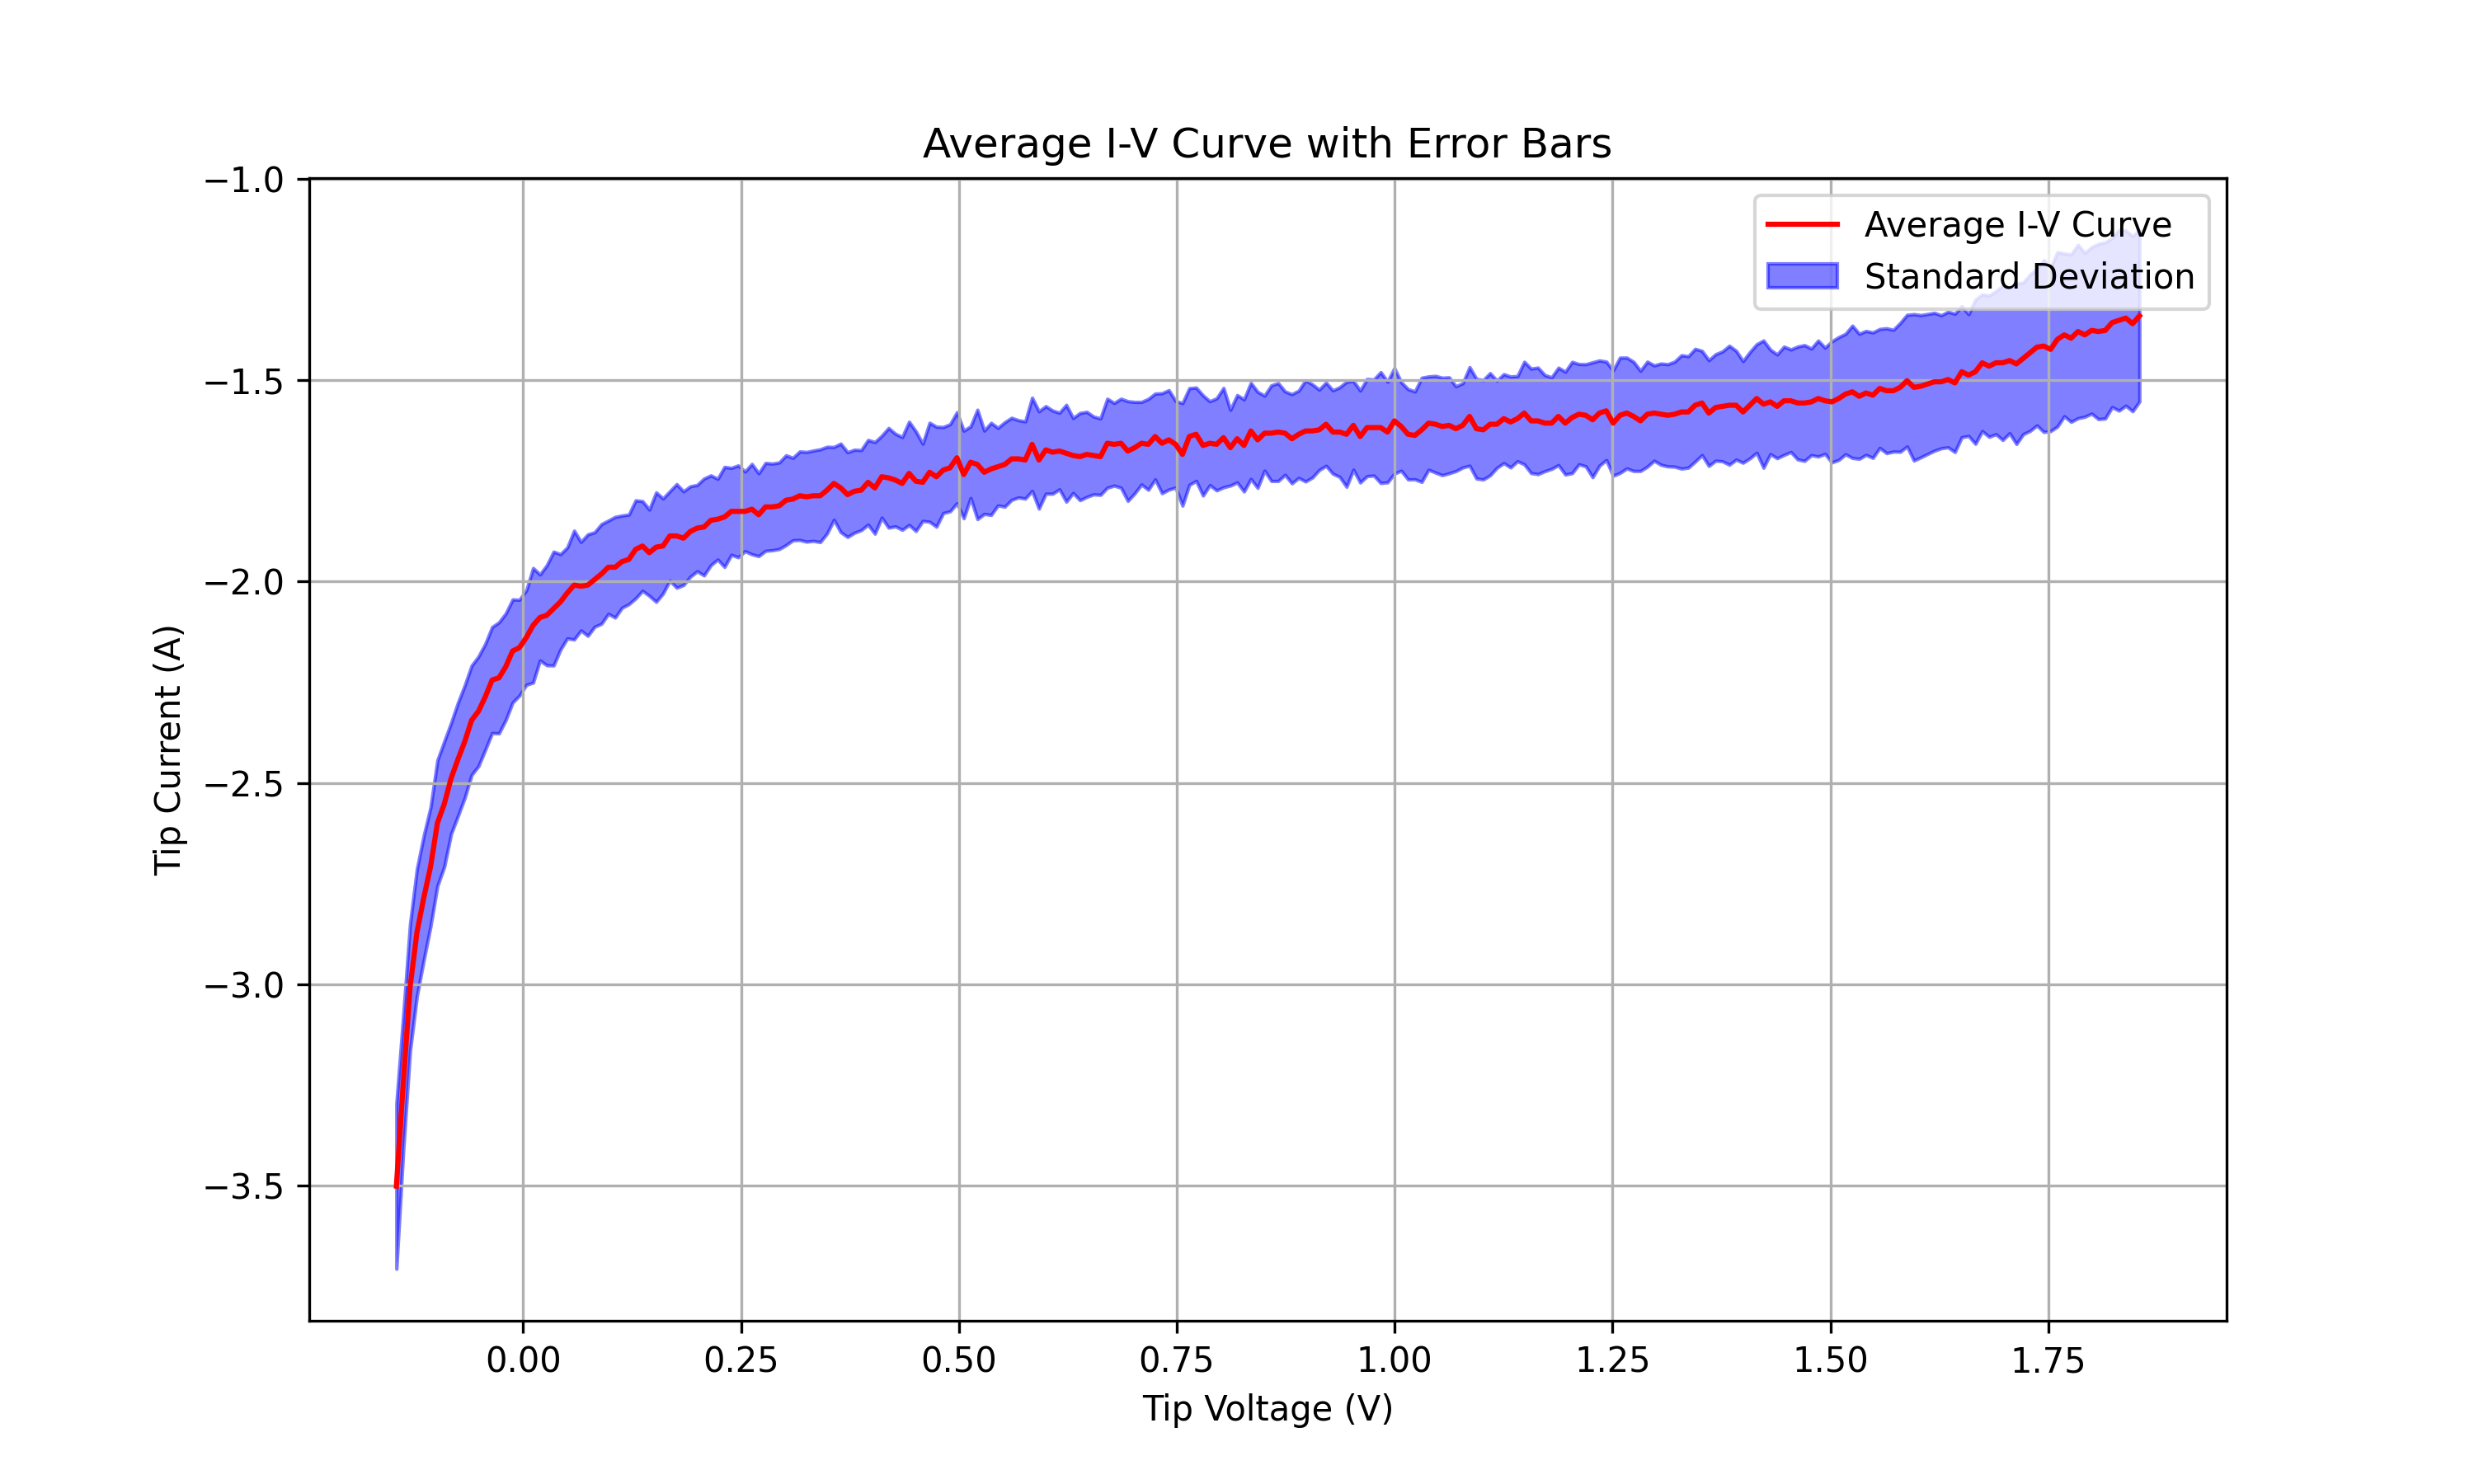 Average I-V Curve with Error Bars
Average I-V Curve
Standard Deviation
−1.0
−1.5
−2.0
−2.5
−3.0
−3.5
Tip Current (A)
0.00 0.25 0.50 0.75 1.00 1.25 1.50 1.75
Tip Voltage (V)